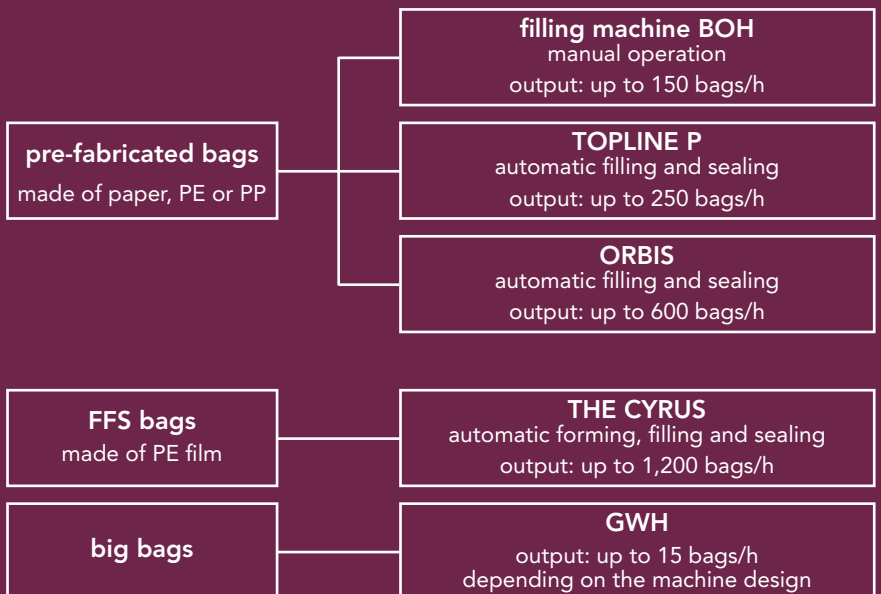 filling machine BOH
manual operation
output: up to 150 bags/h
pre-fabricated bags
made of paper, PE or PP
TOPLINE P
automatic filling and sealing
output: up to 250 bags/h
ORBIS
automatic filling and sealing
output: up to 600 bags/h
FFS bags
made of PE film
THE CYRUS
automatic forming, filling and sealing
output: up to 1,200 bags/h
big bags
GWH
output: up to 15 bags/h
depending on the machine design